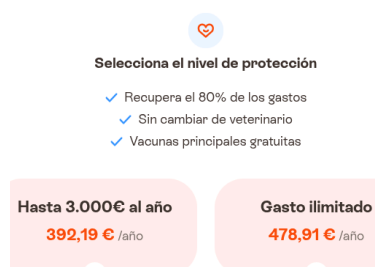 Selecciona el nivel de protección
Recupera el 80% de los gastos
Sin cambiar de veterinario
Vacunas principales gratuitas
Hasta 3.000€ al año
392,19 € /año
Gasto ilimitado
478,91 € /año